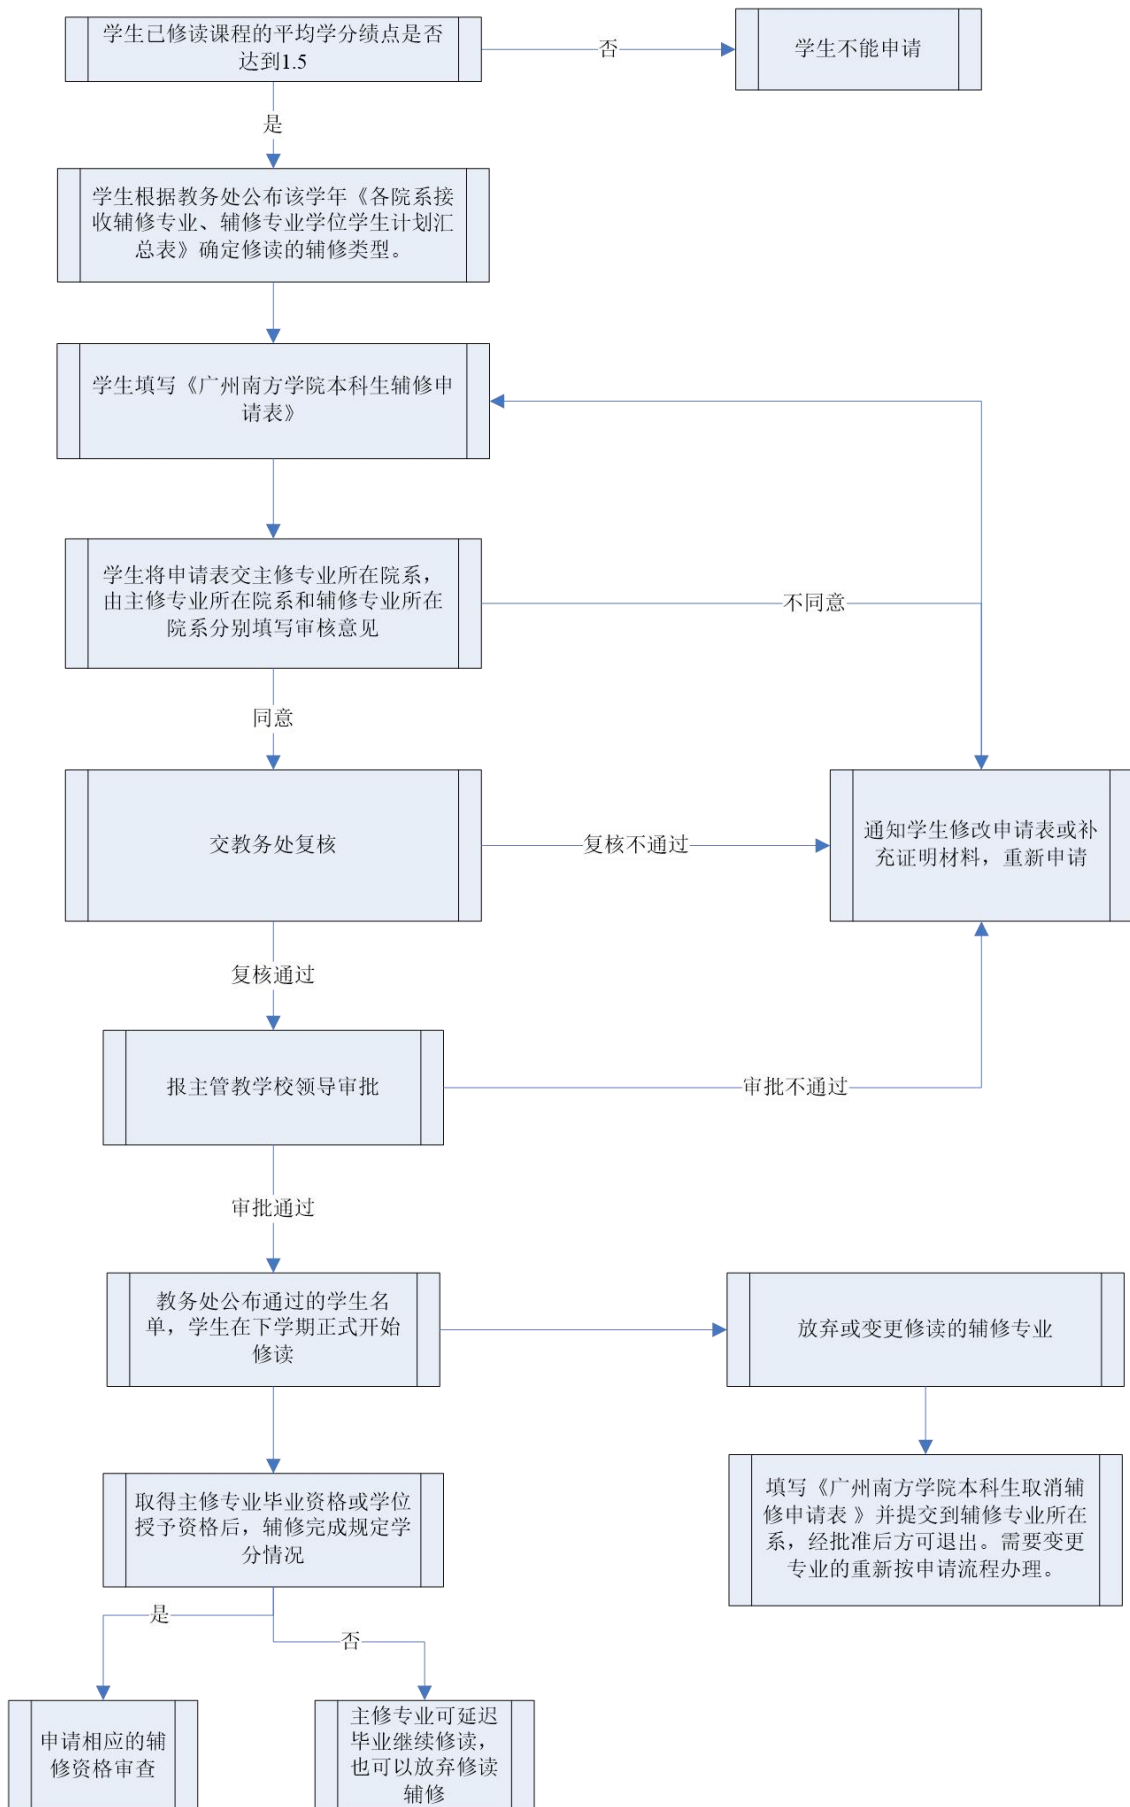 学生已修读课程的平均学分绩点是否
达到1.5
否
学生不能申请
是
学生根据教务处公布该学年《各院系接
收辅修专业、辅修专业学位学生计划汇
总表》确定修读的辅修类型。
学生填写《广州南方学院本科生辅修申
请表》
学生将申请表交主修专业所在院系，
由主修专业所在院系和辅修专业所在
院系分别填写审核意见
不同意
同意
交教务处复核
复核不通过
通知学生修改申请表或补
充证明材料，重新申请
复核通过
报主管教学校领导审批
审批不通过
审批通过
教务处公布通过的学生名
单，学生在下学期正式开始
修读
放弃或变更修读的辅修专业
取得主修专业毕业资格或学位
授予资格后，辅修完成规定学
分情况
填写《广州南方学院本科生取消辅
修申请表 》并提交到辅修专业所在
系，经批准后方可退出。需要变更
专业的重新按申请流程办理。
是
否
申请相应的辅
修资格审查
主修专业可延迟
毕业继续修读，
也可以放弃修读
辅修